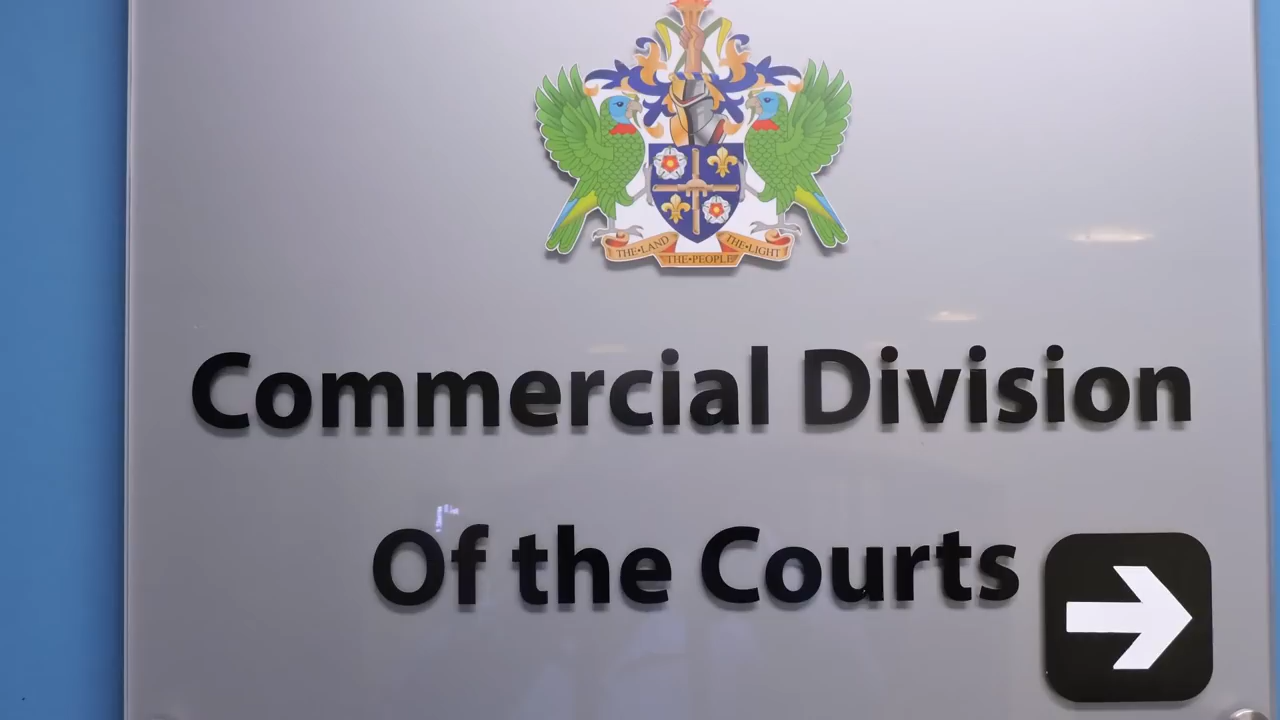 THE·LAND THE·PEOPLE THE·LIGHT
Commercial Division
Of the Courts